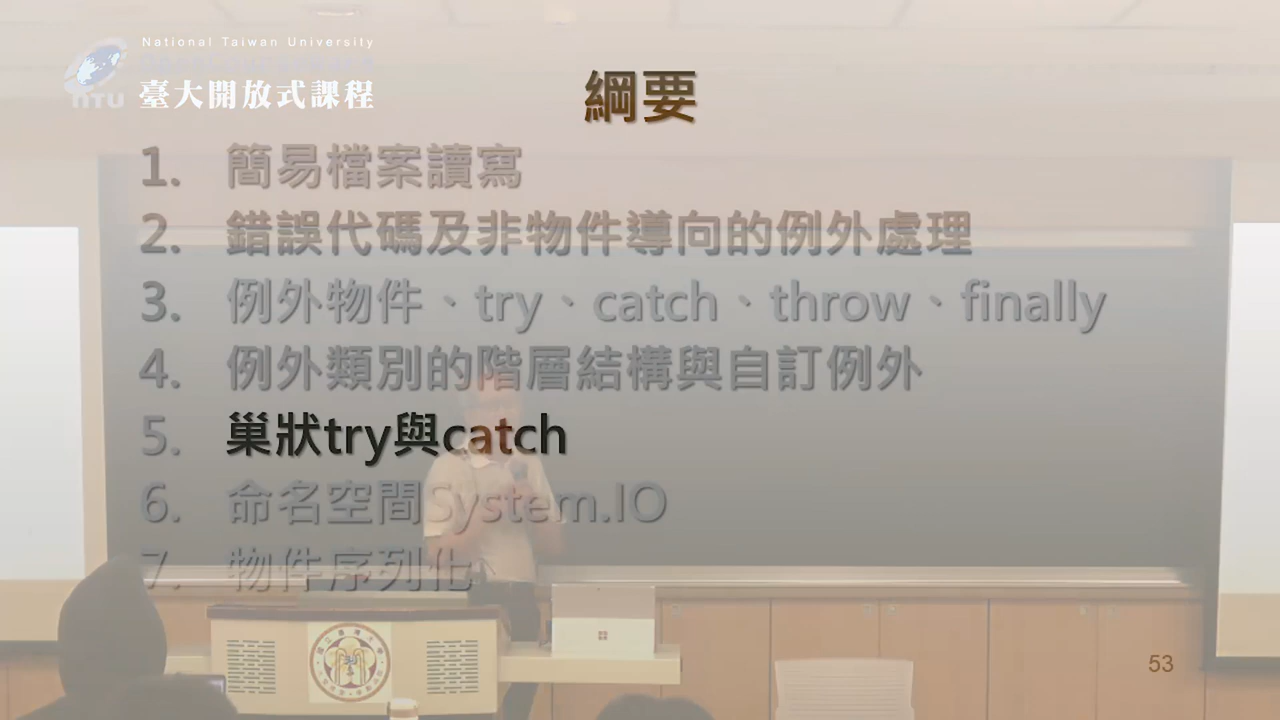 National Taiwan University
臺大開放式課程
NTU
綱要
1. 簡易檔案讀寫
2. 錯誤代碼及非物件導向的例外處理
3. 例外物件、try、catch、throw、finally
4. 例外類別的階層結構與自訂例外
5. 巢狀try與catch
6. 命名空間System.IO
7. 物件序列化
53